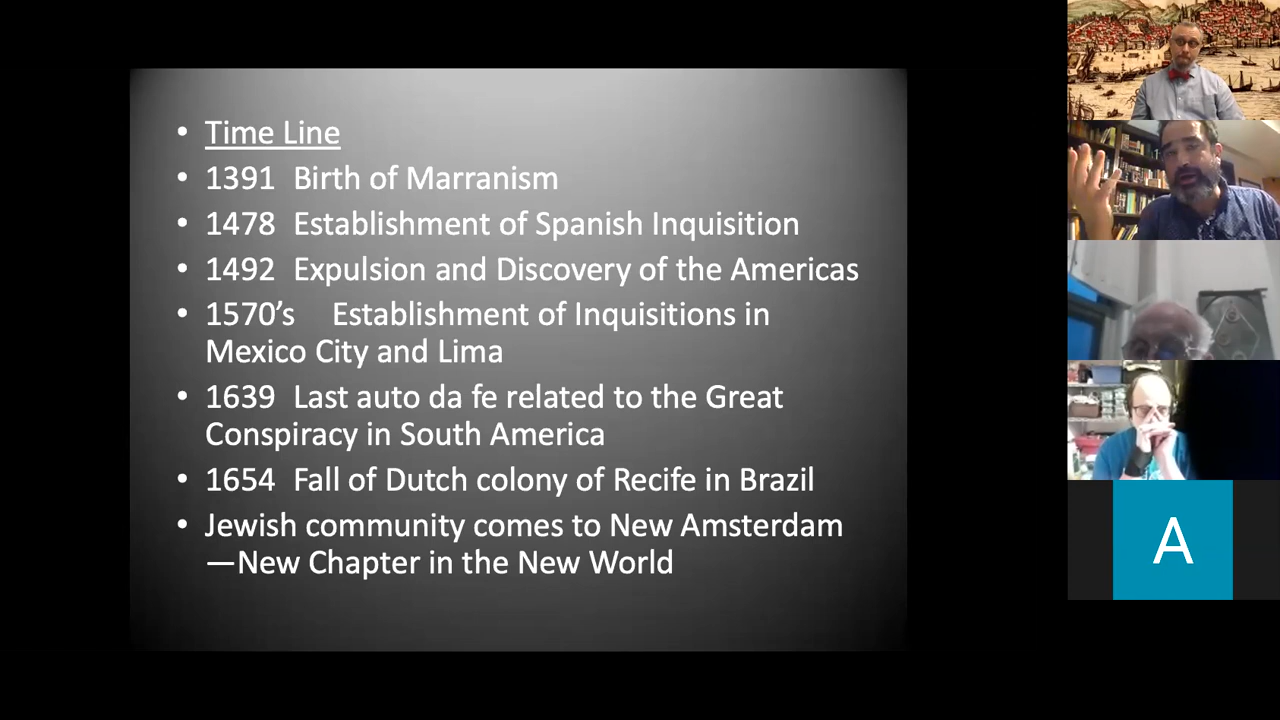 • Time Line
• 1391 Birth of Marranism
• 1478 Establishment of Spanish Inquisition
• 1492 Expulsion and Discovery of the Americas
• 1570’s Establishment of Inquisitions in
Mexico City and Lima
• 1639 Last auto da fe related to the Great
Conspiracy in South America
• 1654 Fall of Dutch colony of Recife in Brazil
• Jewish community comes to New Amsterdam
—New Chapter in the New World
A